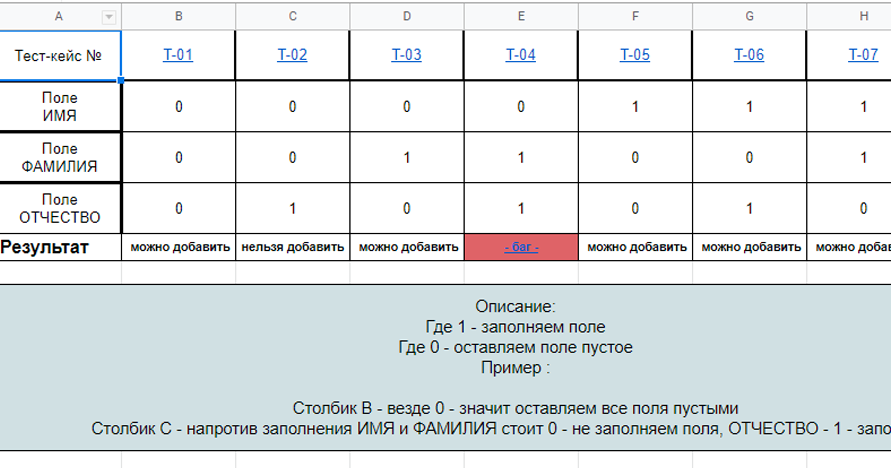 A B C D E F G H
Тест-кейс № T-01 T-02 T-03 T-04 T-05 T-06 T-07
Поле
ИМЯ 0 0 0 0 1 1 1
Поле
ФАМИЛИЯ 0 0 1 1 0 0 1
Поле
ОТЧЕСТВО 0 1 0 1 0 1 0
Результат можно добавить нельзя добавить можно добавить - баг - можно добавить можно добавить можно доба
Описание:
Где 1 - заполняем поле
Где 0 - оставляем поле пустое
Пример :
Столбик В - везде 0 - значит оставляем все поля пустыми
Столбик С - напротив заполнения ИМЯ и ФАМИЛИЯ стоит 0 - не заполняем поля, ОТЧЕСТВО - 1 - запо